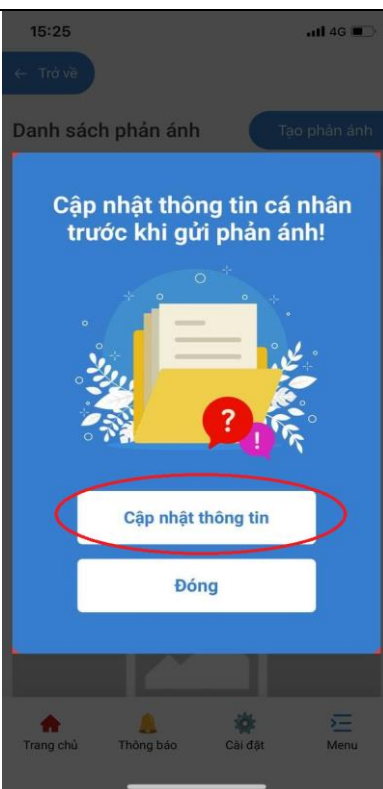 15:25
4G
← Trở về
Danh sách phản ánh
Tạo phản ánh
Cập nhật thông tin cá nhân
trước khi gửi phản ánh!
?
!
Cập nhật thông tin
Đóng
Trang chủ
Thông báo
Cài đặt
Menu